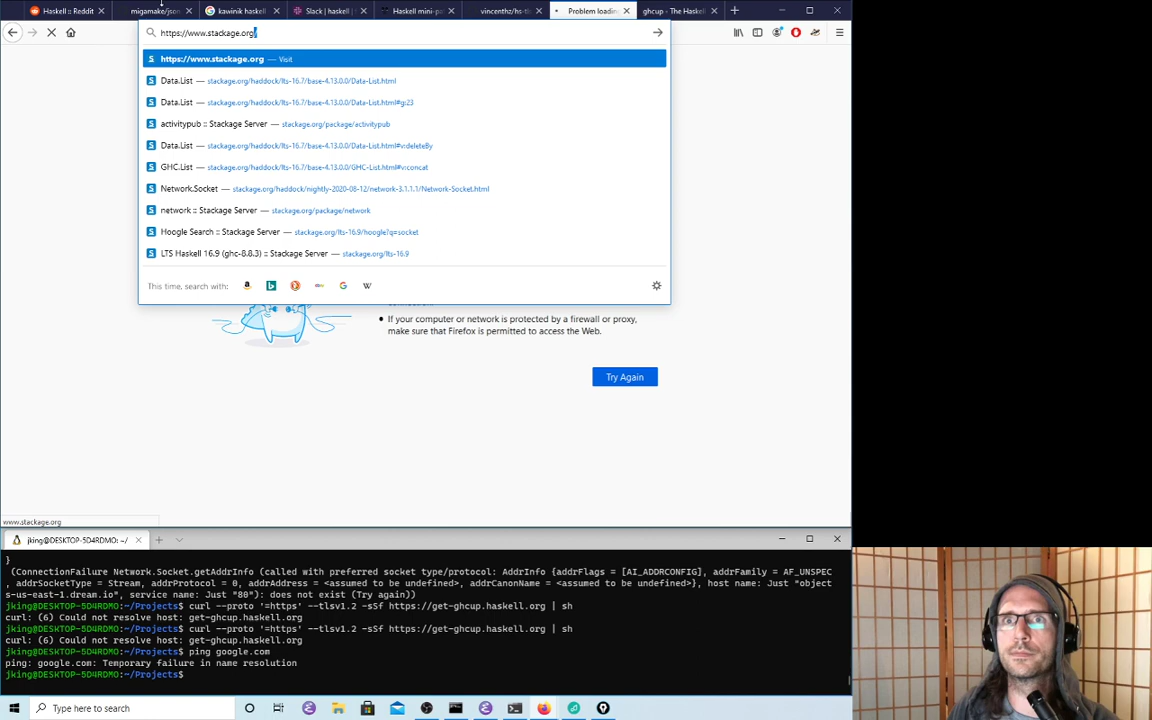 Haskell :: Reddit
migamake/json
kawinik haskell
Slack | haskell |
Haskell mini-p
vincenthz/hs-t
Problem loading
ghcup - The Haskell
https://www.stackage.org/
https://www.stackage.org — Visit
Data.List — stackage.org/haddock/lts-16.7/base-4.13.0.0/Data-List.html
Data.List — stackage.org/haddock/lts-16.7/base-4.13.0.0/Data-List.html#g:23
activitypub :: Stackage Server — stackage.org/package/activitypub
Data.List — stackage.org/haddock/lts-16.7/base-4.13.0.0/Data-List.html#v:deleteBy
GHC.List — stackage.org/haddock/lts-16.7/base-4.13.0.0/GHC-List.html#v:concat
Network.Socket — stackage.org/haddock/nightly-2020-08-12/network-3.1.1.1/Network-Socket.html
network :: Stackage Server — stackage.org/package/network
Hoogle Search :: Stackage Server — stackage.org/lts-16.9/hoogle?q=socket
LTS Haskell 16.9 (ghc-8.8.3) :: Stackage Server — stackage.org/lts-16.9
This time, search with:
If your computer or network is protected by a firewall or proxy,
make sure that Firefox is permitted to access the Web.
Try Again
www.stackage.org
jking@DESKTOP-5D4RDMO: ~/
}
(ConnectionFailure Network.Socket.getAddrInfo (called with preferred socket type/protocol: AddrInfo {addrFlags = [AI_ADDRCONFIG], addrFamily = AF_UNSPEC
, addrSocketType = Stream, addrProtocol = 0, addrAddress = <assumed to be undefined>, addrCanonName = <assumed to be undefined>}, host name: Just "object
s-us-east-1.dream.io", service name: Just "80"): does not exist (Try again))
jking@DESKTOP-5D4RDMO:~/Projects$ curl --proto '=https' --tlsv1.2 -sSf https://get-ghcup.haskell.org | sh
curl: (6) Could not resolve host: get-ghcup.haskell.org
jking@DESKTOP-5D4RDMO:~/Projects$ curl --proto '=https' --tlsv1.2 -sSf https://get-ghcup.haskell.org | sh
curl: (6) Could not resolve host: get-ghcup.haskell.org
jking@DESKTOP-5D4RDMO:~/Projects$ ping google.com
ping: google.com: Temporary failure in name resolution
jking@DESKTOP-5D4RDMO:~/Projects$
Type here to search